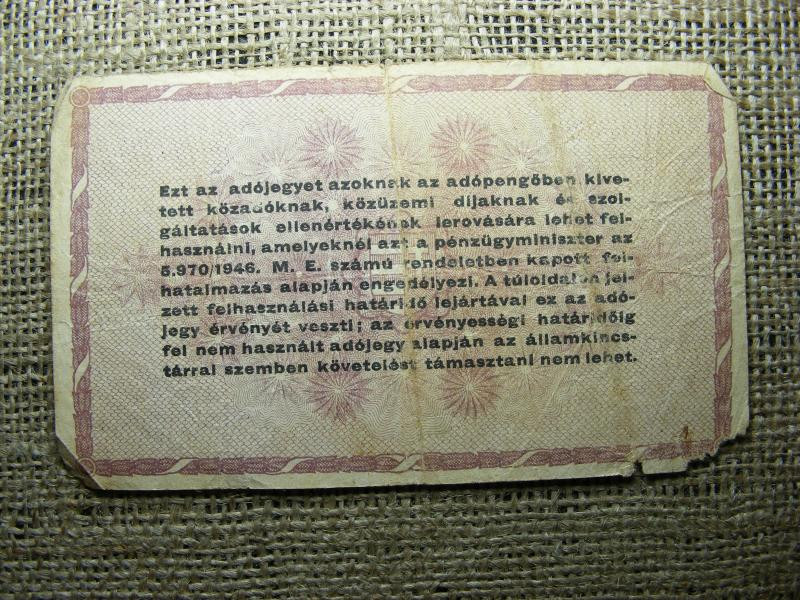 Ezt az adójegyet azoknak az adópengőben kive-
tett közadóknak, közüzemi díjaknak és szol-
gáltatások ellenértékének lerovására lehet fel-
használni, amelyeknél azt a pénzügyminiszter az
5.970/1946. M. E. számú rendeletben kapott fel-
hatalmazás alapján engedélyezi. A túloldalon jel-
zett felhasználási határidő lejártával ez az adó-
jegy érvényét veszti; az érvényességi határidőig
fel nem használt adójegy alapján az államkincs-
tárral szemben követelést támasztani nem lehet.